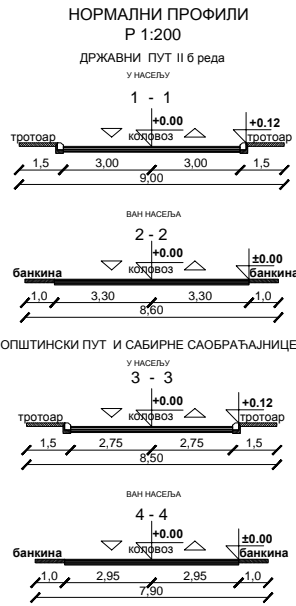 НОРМАЛНИ ПРОФИЛИ
Р 1:200
ДРЖАВНИ ПУТ II б реда
У НАСЕЉУ
1 - 1
+0.00
+0.12
тротоар
коловоз
тротоар
1,5 3,00 3,00 1,5
9,00
ВАН НАСЕЉА
2 - 2
+0.00
±0.00
банкина
коловоз
банкина
1,0 3,30 3,30 1,0
8,60
ОПШТИНСКИ ПУТ И САБИРНЕ САОБРАЋАЈНИЦЕ
У НАСЕЉУ
3 - 3
+0.00
+0.12
тротоар
коловоз
тротоар
1,5 2,75 2,75 1,5
8,50
ВАН НАСЕЉА
4 - 4
+0.00
±0.00
банкина
коловоз
банкина
1,0 2,95 2,95 1,0
7,90